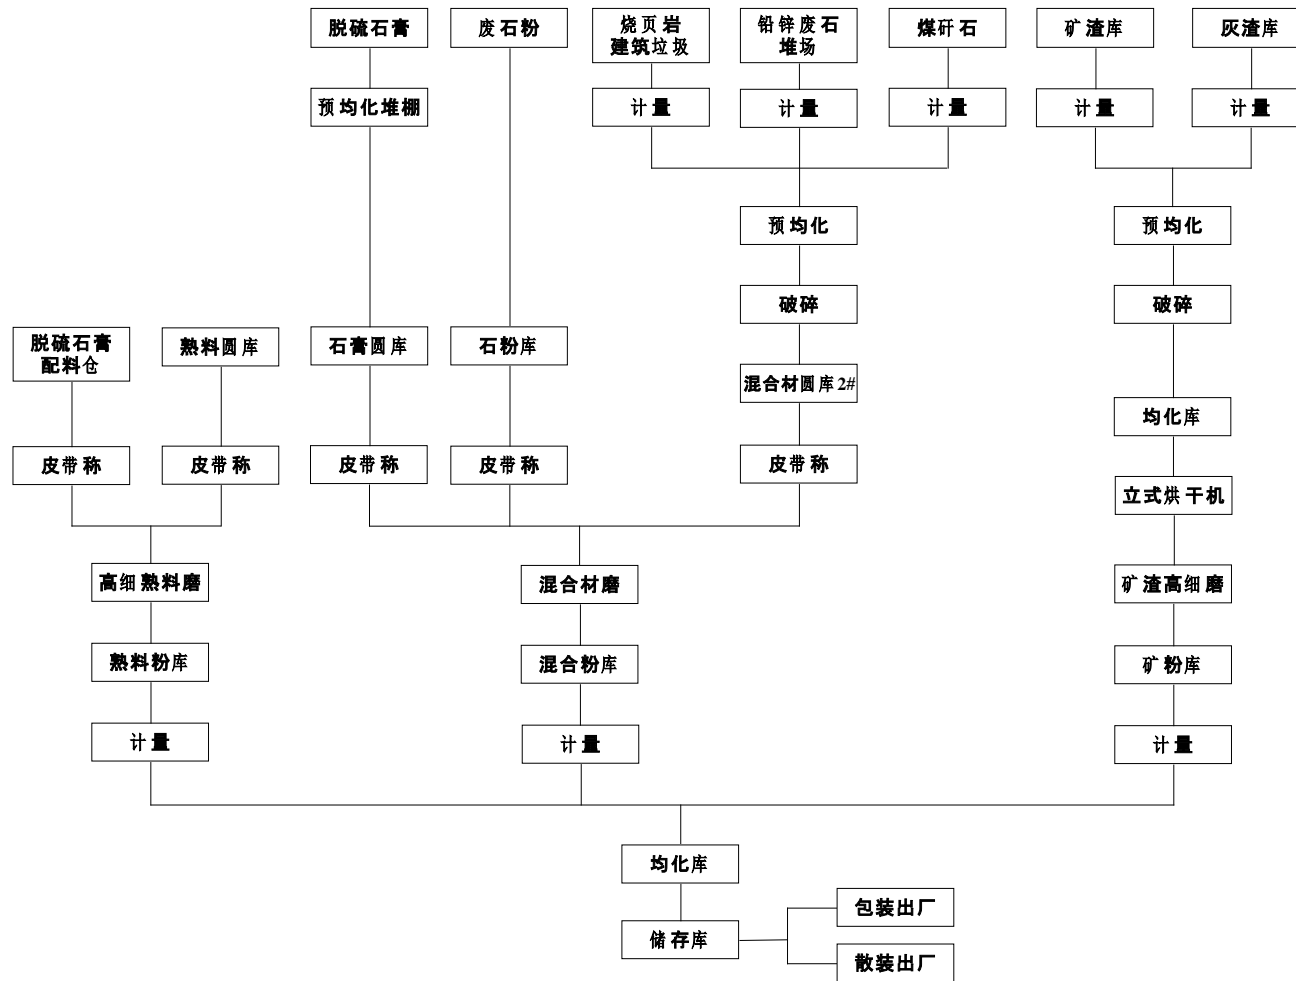 脱硫石膏
废石粉
烧页岩
建筑垃圾
铅锌废石
堆场
煤矸石
矿渣库
灰渣库
预均化堆棚
计量
计量
计量
计量
计量
预均化
预均化
破碎
破碎
脱硫石膏
配料仓
熟料圆库
石膏圆库
石粉库
混合材圆库2#
均化库
皮带称
皮带称
皮带称
皮带称
皮带称
立式烘干机
高细熟料磨
混合材磨
矿渣高细磨
熟料粉库
混合粉库
矿粉库
计量
计量
计量
均化库
储存库
包装出厂
散装出厂